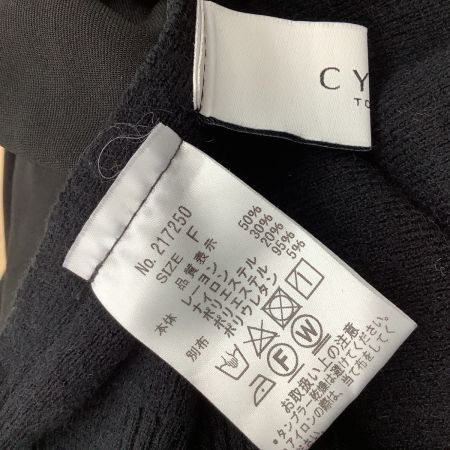 CY
TO
No. 217250
SIZE F
品質表示
本体 レーヨン 50%
ナイロン 30%
ポリエステル 20%
別布 ポリエステル 95%
ポリウレタン 5%
F W
お取扱い上の注意
*タンブラー乾燥は避けてください。
*アイロンの際は、当て布をしてください。